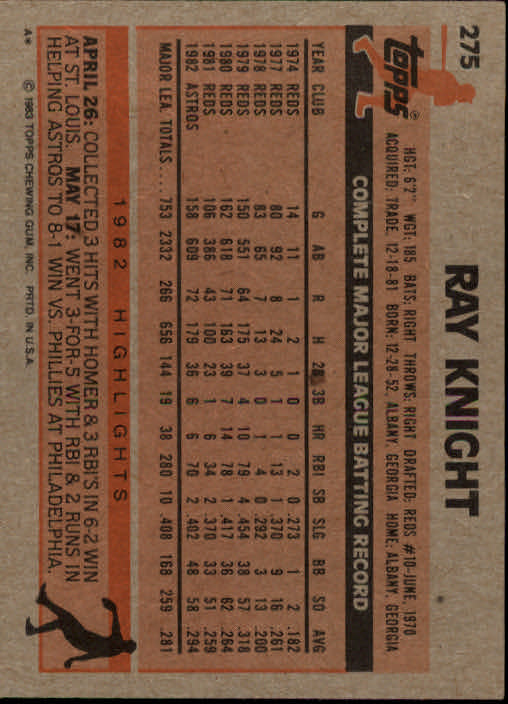 275
topps®
RAY KNIGHT
HGT: 6'2" WGT: 185 BATS: RIGHT THROWS: RIGHT DRAFTED: REDS #10-JUNE, 1970
ACQUIRED: TRADE, 12-18-81 BORN: 12-28-52, ALBANY, GEORGIA HOME: ALBANY, GEORGIA
COMPLETE MAJOR LEAGUE BATTING RECORD
YEAR CLUB G AB R H 2B 3B HR RBI SB SLG BB SO AVG
1974 REDS 14 11 1 2 1 0 0 2 0 .273 1 2 .182
1977 REDS 80 92 8 24 5 1 1 13 1 .370 9 16 .261
1978 REDS 83 65 7 13 3 0 1 4 0 .292 3 13 .200
1979 REDS 150 551 64 175 37 4 10 79 4 .454 38 57 .318
1980 REDS 162 618 71 163 39 7 14 78 1 .417 36 62 .264
1981 REDS 106 386 43 100 23 1 6 34 2 .370 33 51 .259
1982 ASTROS 158 609 72 179 36 6 6 70 2 .402 48 58 .294
MAJOR LEA. TOTALS .... 753 2332 266 656 144 19 38 280 10 .408 168 259 .281
1982 HIGHLIGHTS
APRIL 26: COLLECTED 3 HITS WITH HOMER & 3 RBI'S IN 6-2 WIN
AT ST. LOUIS. MAY 17: WENT 3-FOR-5 WITH RBI & 2 RUNS IN
HELPING ASTROS TO 8-1 WIN VS. PHILLIES AT PHILADELPHIA.
A* © 1983 TOPPS CHEWING GUM, INC. PRTD. IN U.S.A.